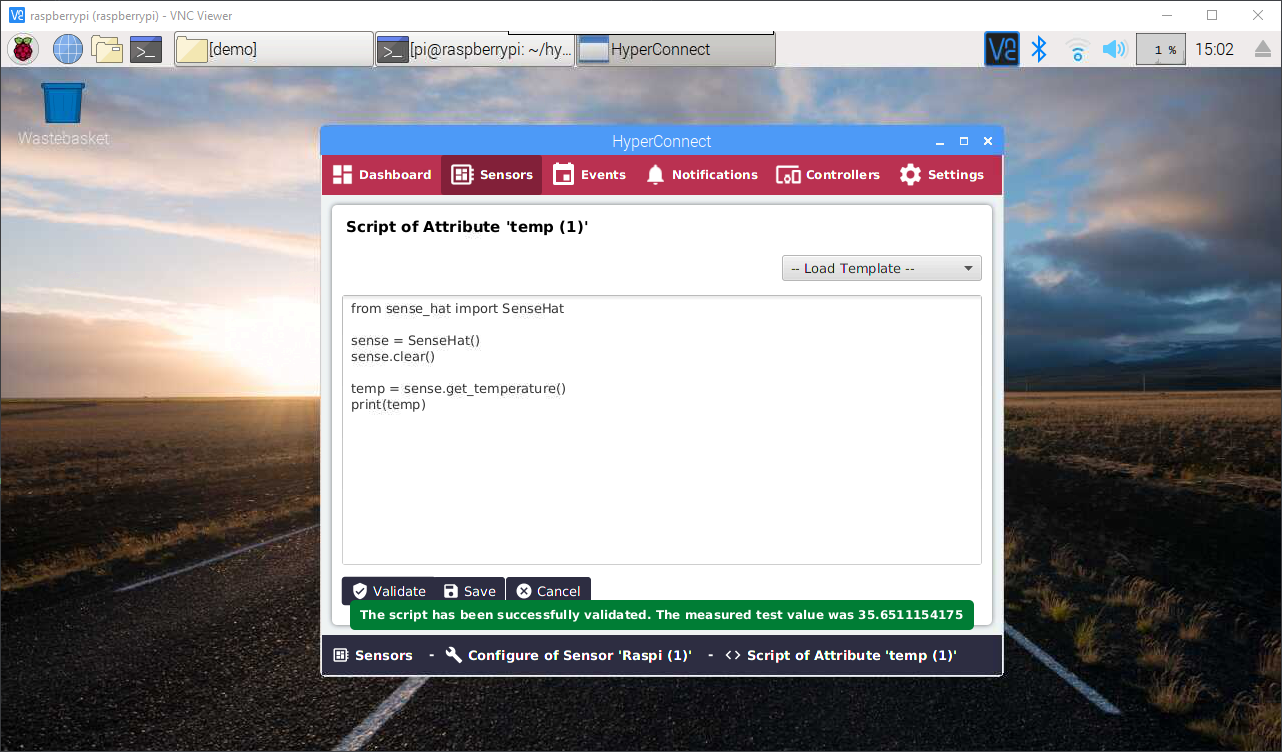 raspberrypi (raspberrypi) - VNC Viewer
[demo]
[pi@raspberrypi: ~/hy...
HyperConnect
1 %
15:02
Wastebasket
HyperConnect
Dashboard
Sensors
Events
Notifications
Controllers
Settings
Script of Attribute 'temp (1)'
-- Load Template --
from sense_hat import SenseHat
sense = SenseHat()
sense.clear()
temp = sense.get_temperature()
print(temp)
Validate
Save
Cancel
The script has been successfully validated. The measured test value was 35.6511154175
Sensors - Configure of Sensor 'Raspi (1)' - Script of Attribute 'temp (1)'